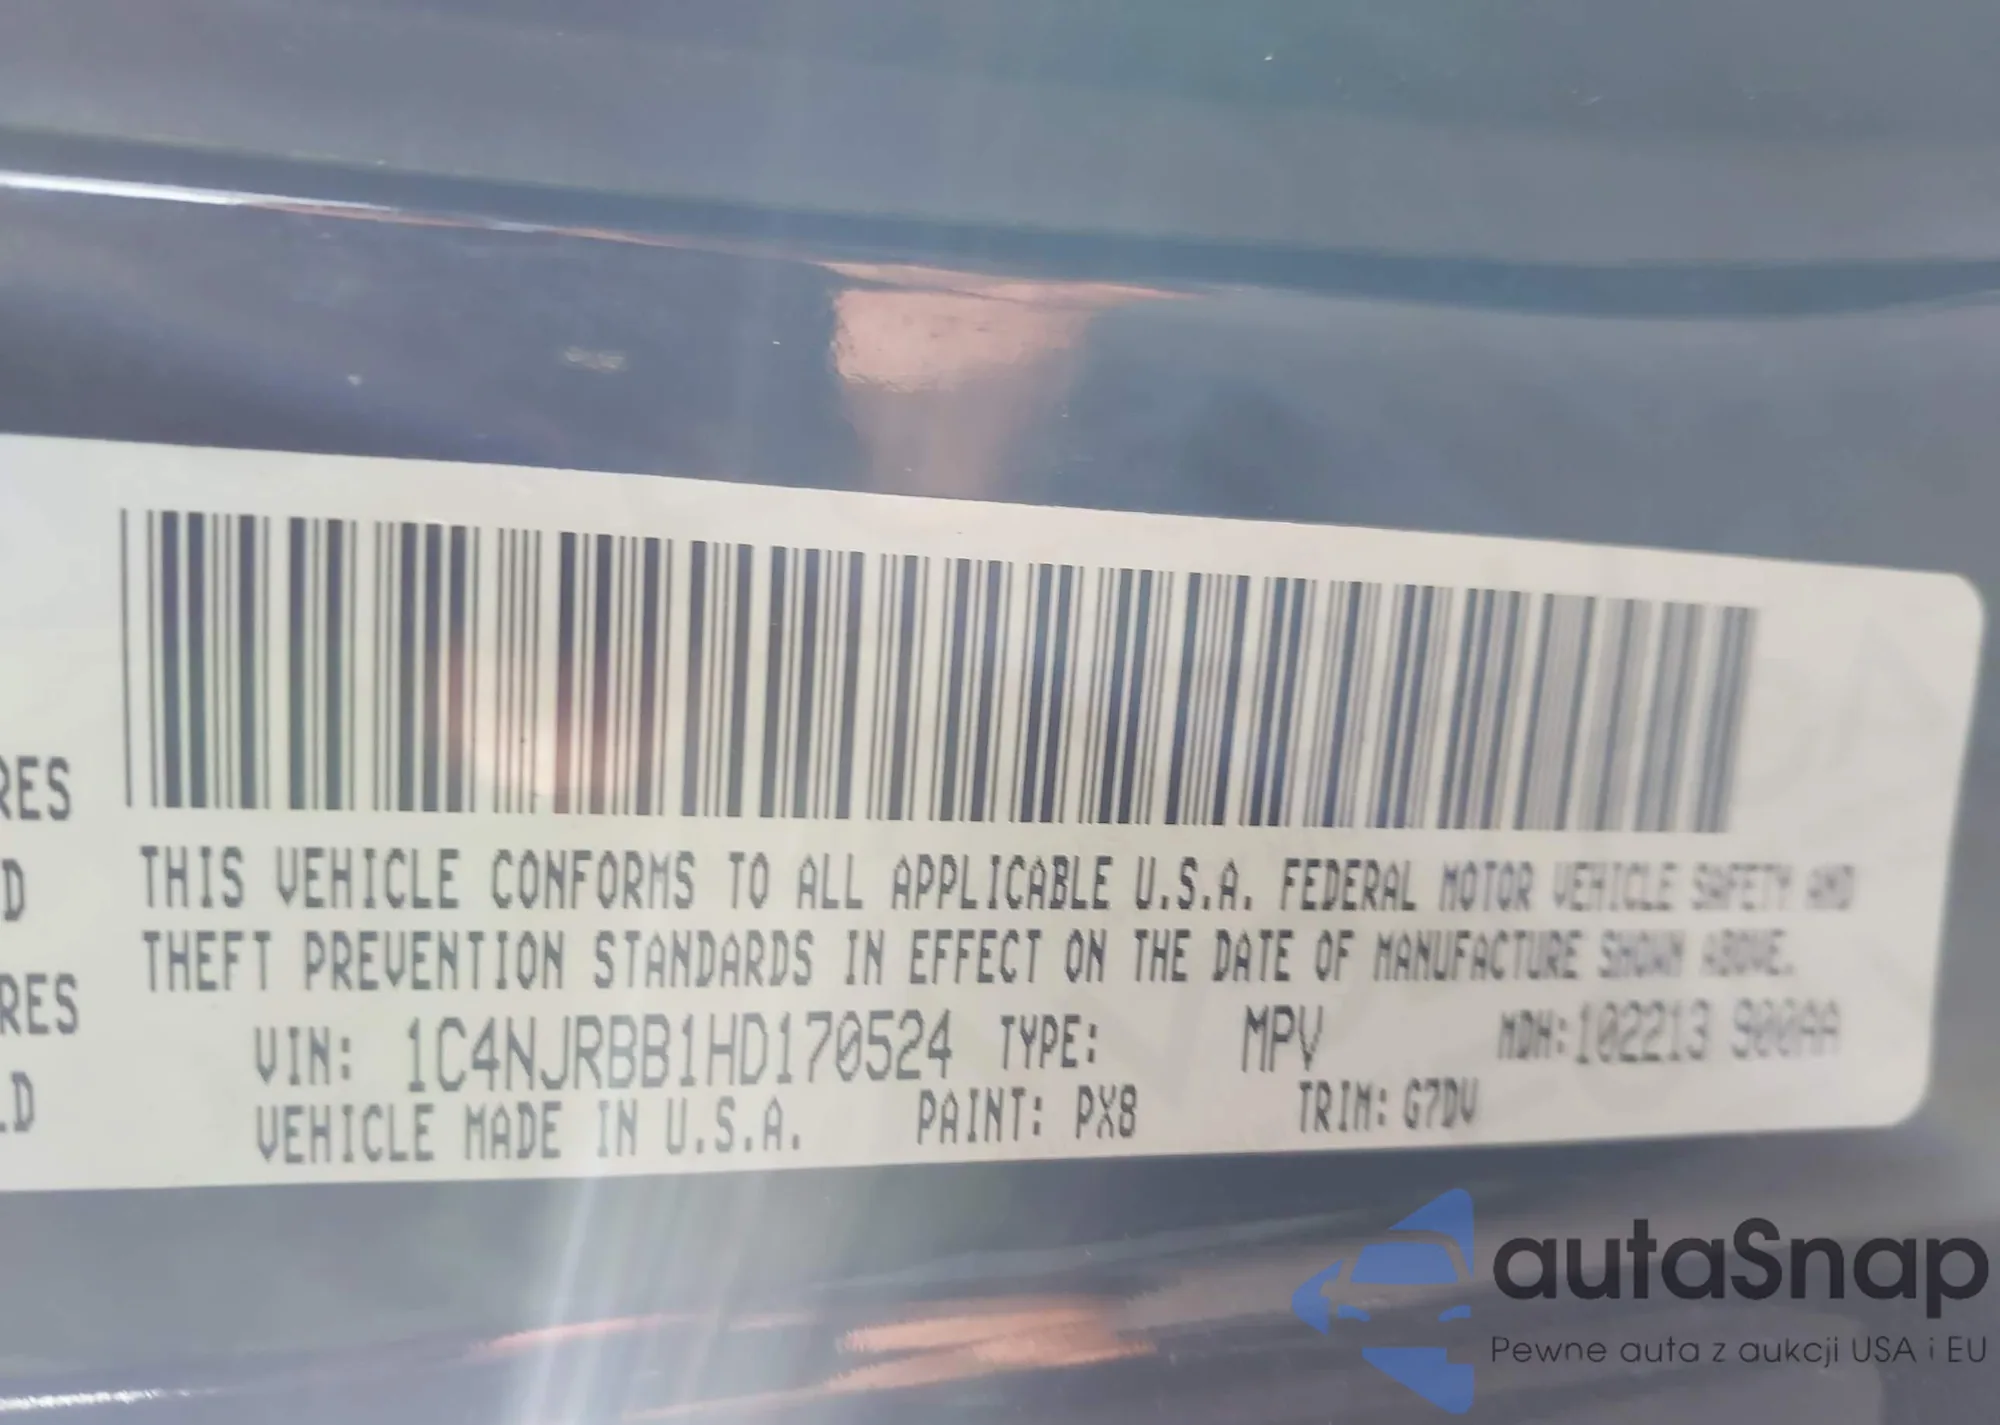 RES
D
RES
LD
THIS VEHICLE CONFORMS TO ALL APPLICABLE U.S.A. FEDERAL MOTOR VEHICLE SAFETY AND
THEFT PREVENTION STANDARDS IN EFFECT ON THE DATE OF MANUFACTURE SHOWN ABOVE.
VIN: 1C4NJRBB1HD170524 TYPE: MPV MDH:102213 900AA
VEHICLE MADE IN U.S.A. PAINT: PX8 TRIM: G7DV
autaSnap
Pewne auta z aukcji USA i EU